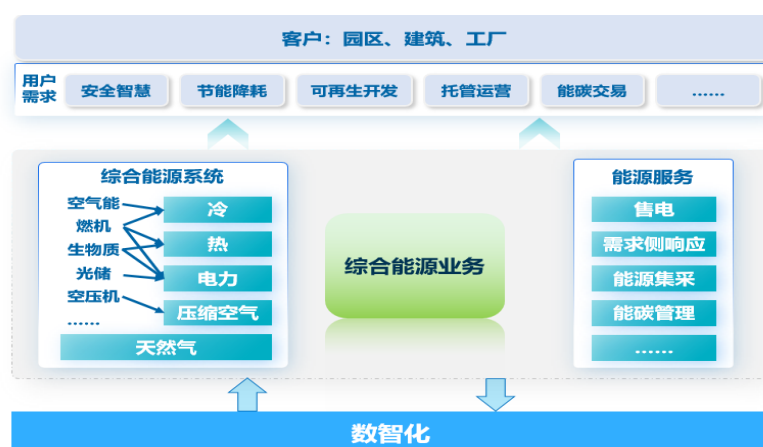 客户：园区、建筑、工厂
用户
需求
安全智慧
节能降耗
可再生开发
托管运营
能碳交易
……
综合能源系统
空气能
燃机
生物质
光储
空压机
……
冷
热
电力
压缩空气
天然气
综合能源业务
能源服务
售电
需求侧响应
能源集采
能碳管理
……
数智化